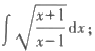 ∫ √((x+1)/(x−1)) dx ;